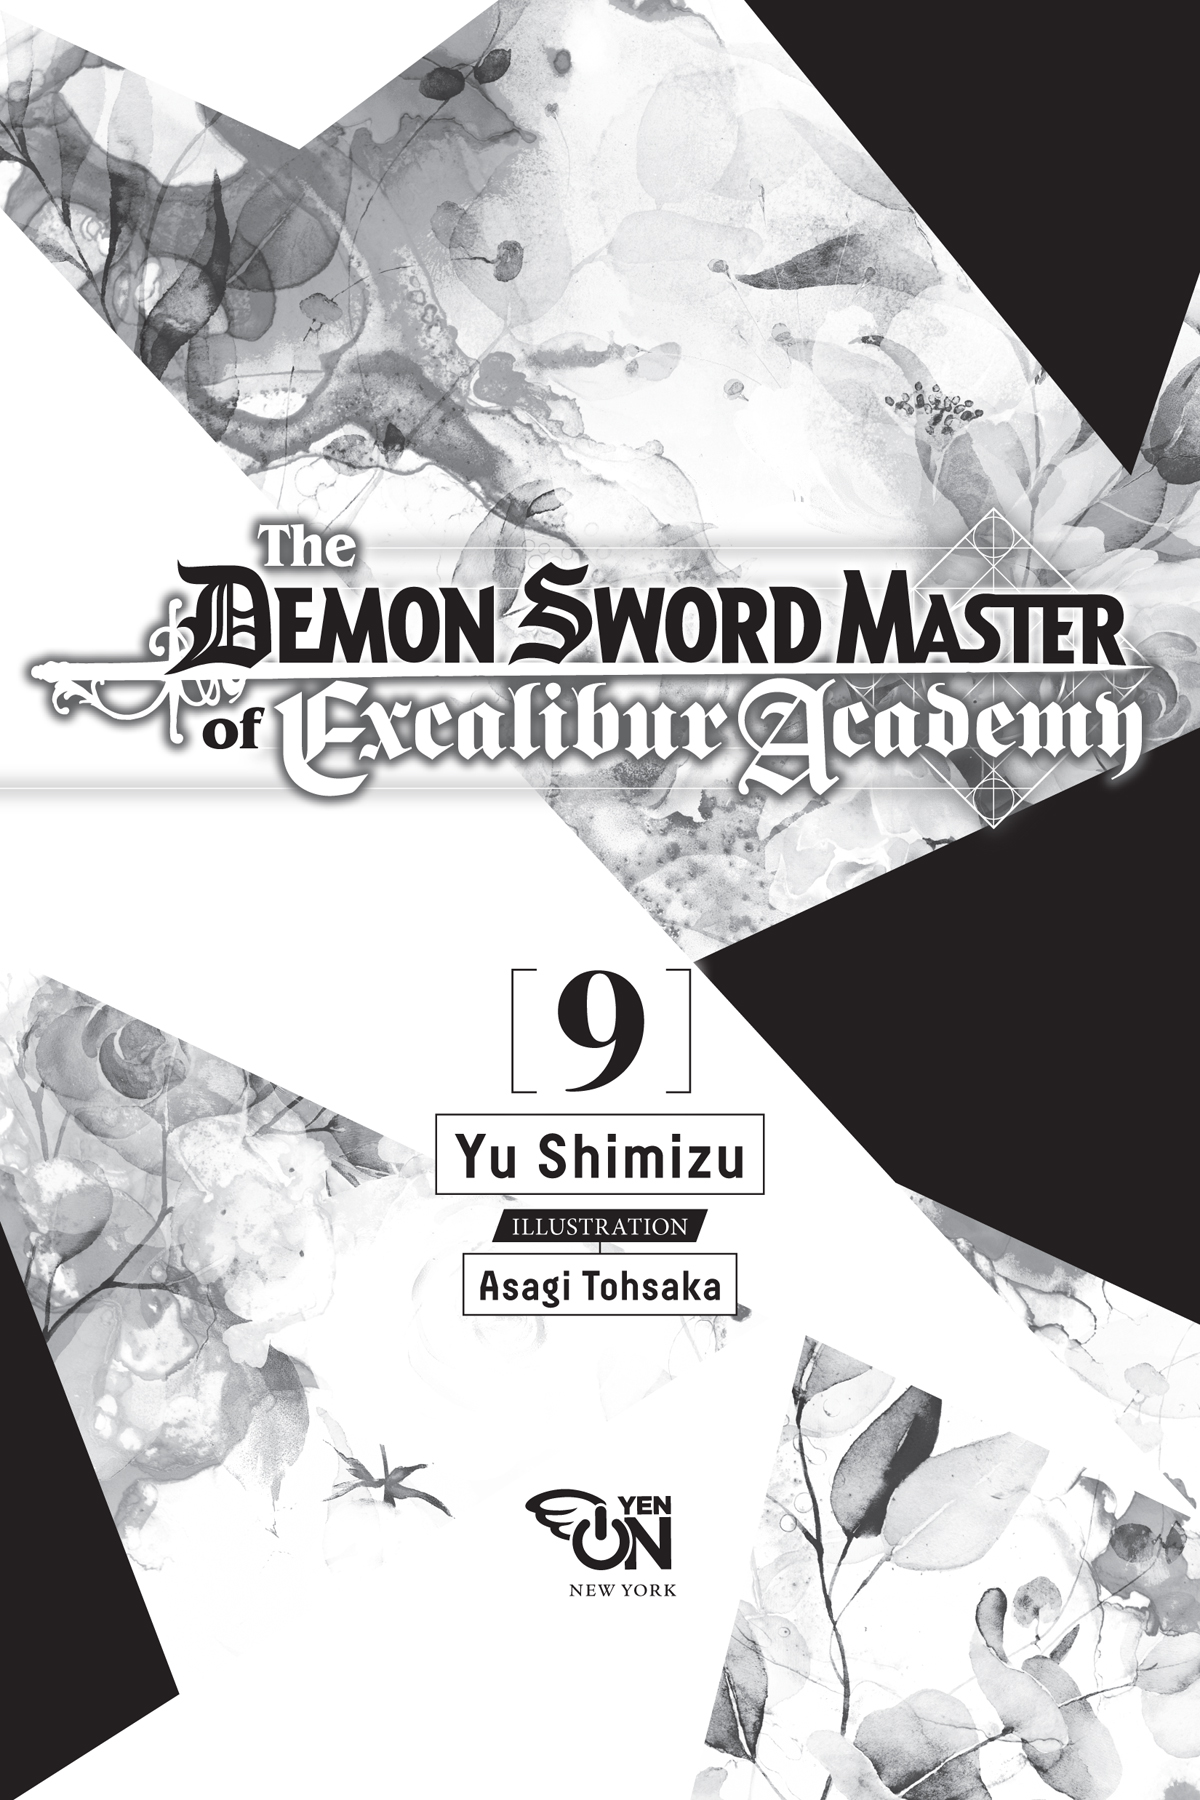 The
DEMON SWORD MASTER
of Excalibur Academy
[9]
Yu Shimizu
ILLUSTRATION
Asagi Tohsaka
YEN
ON
NEW YORK